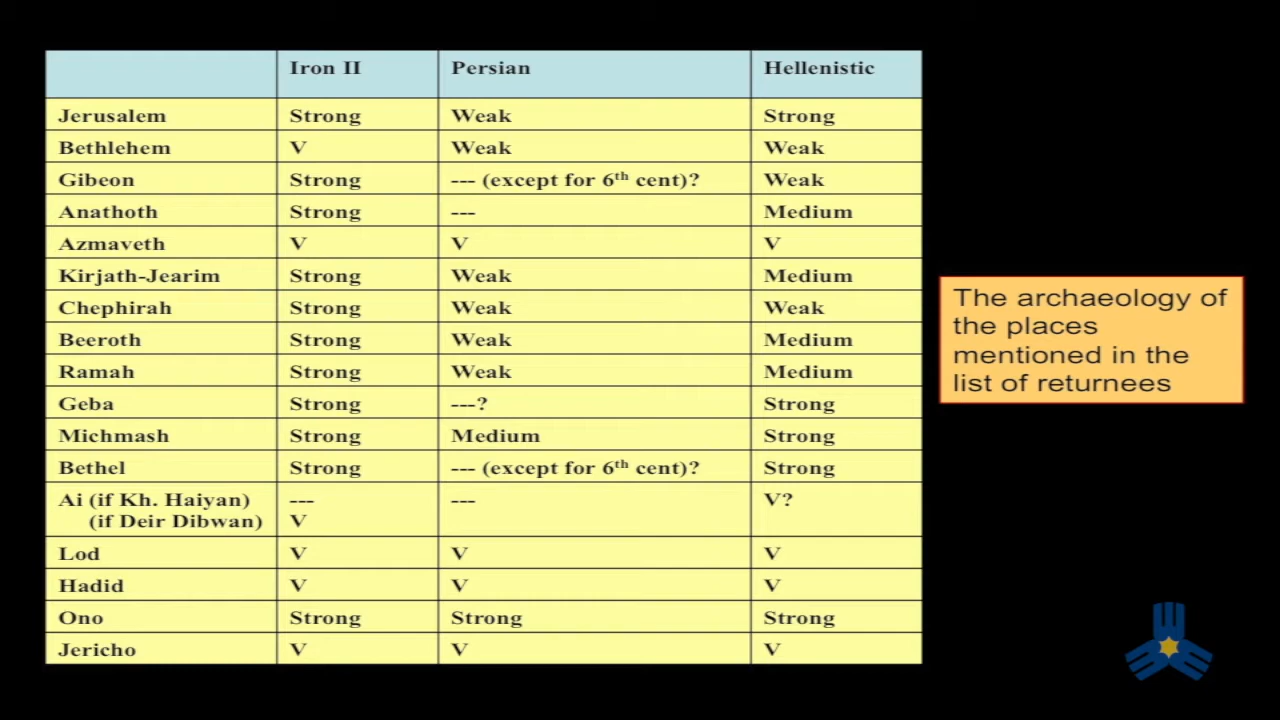 Iron II Persian Hellenistic
Jerusalem Strong Weak Strong
Bethlehem V Weak Weak
Gibeon Strong --- (except for 6th cent)? Weak
Anathoth Strong --- Medium
Azmaveth V V V
Kirjath-Jearim Strong Weak Medium
Chephirah Strong Weak Weak
Beeroth Strong Weak Medium
Ramah Strong Weak Medium
Geba Strong ---? Strong
Michmash Strong Medium Strong
Bethel Strong --- (except for 6th cent)? Strong
Ai (if Kh. Haiyan) --- --- V?
(if Deir Dibwan) V
Lod V V V
Hadid V V V
Ono Strong Strong Strong
Jericho V V V
The archaeology of
the places
mentioned in the
list of returnees